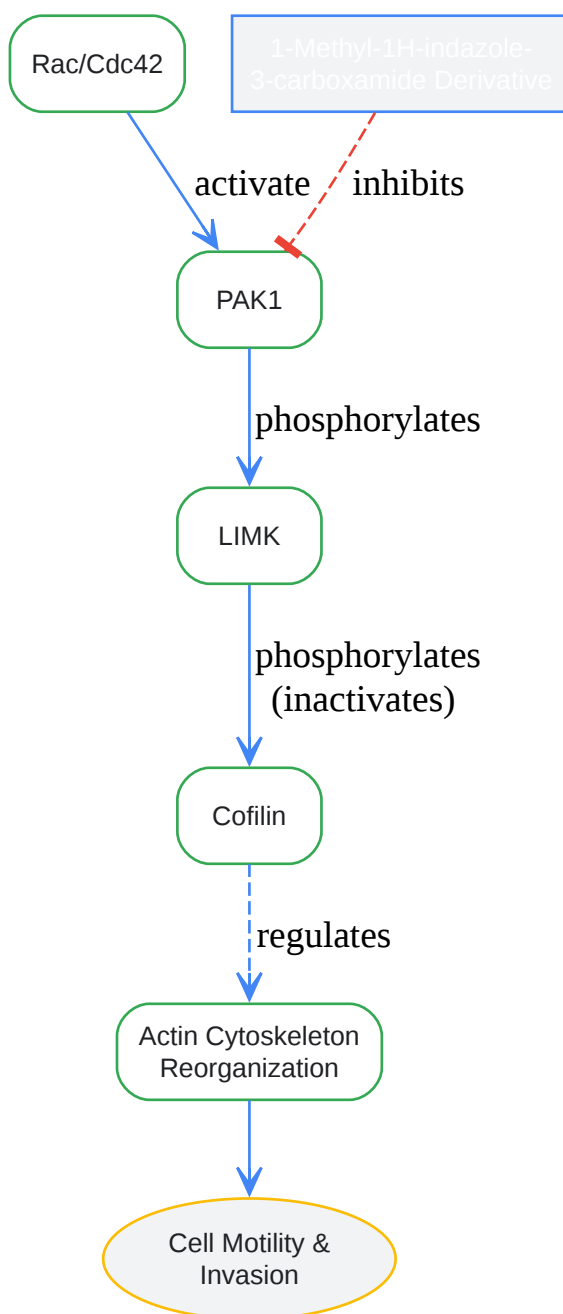 Rac/Cdc42
1-Methyl-1H-indazole-
3-carboxamide Derivative
activate
inhibits
PAK1
phosphorylates
LIMK
phosphorylates
(inactivates)
Cofilin
regulates
Actin Cytoskeleton
Reorganization
Cell Motility &
Invasion